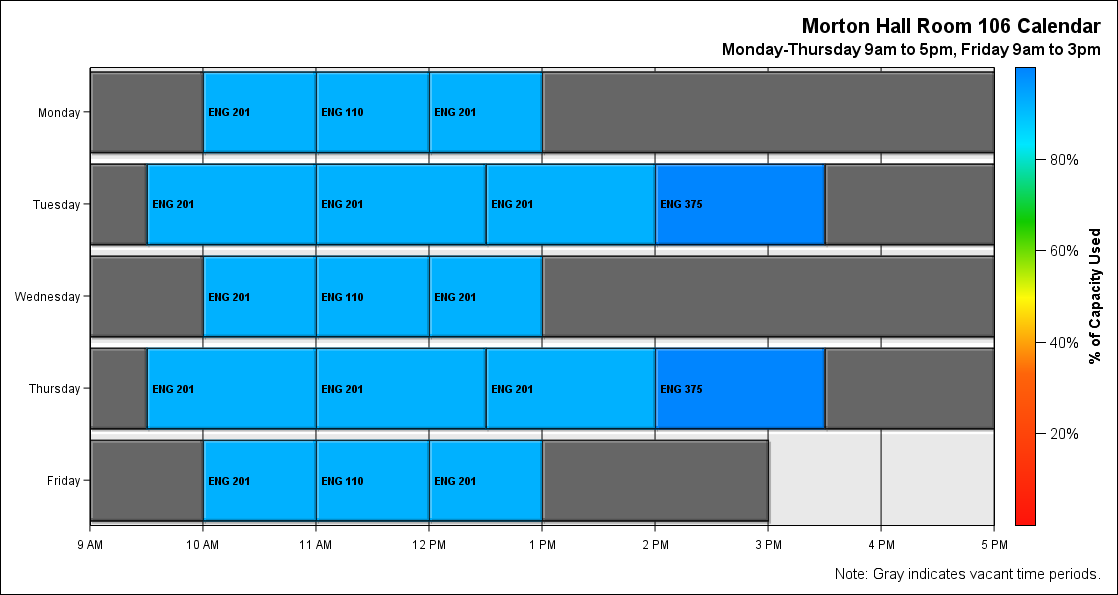 Morton Hall Room 106 Calendar
Monday-Thursday 9am to 5pm, Friday 9am to 3pm
Monday
ENG 201
ENG 110
ENG 201
Tuesday
ENG 201
ENG 201
ENG 201
ENG 375
Wednesday
ENG 201
ENG 110
ENG 201
Thursday
ENG 201
ENG 201
ENG 201
ENG 375
Friday
ENG 201
ENG 110
ENG 201
9 AM
10 AM
11 AM
12 PM
1 PM
2 PM
3 PM
4 PM
5 PM
80%
60%
40%
20%
% of Capacity Used
Note: Gray indicates vacant time periods.